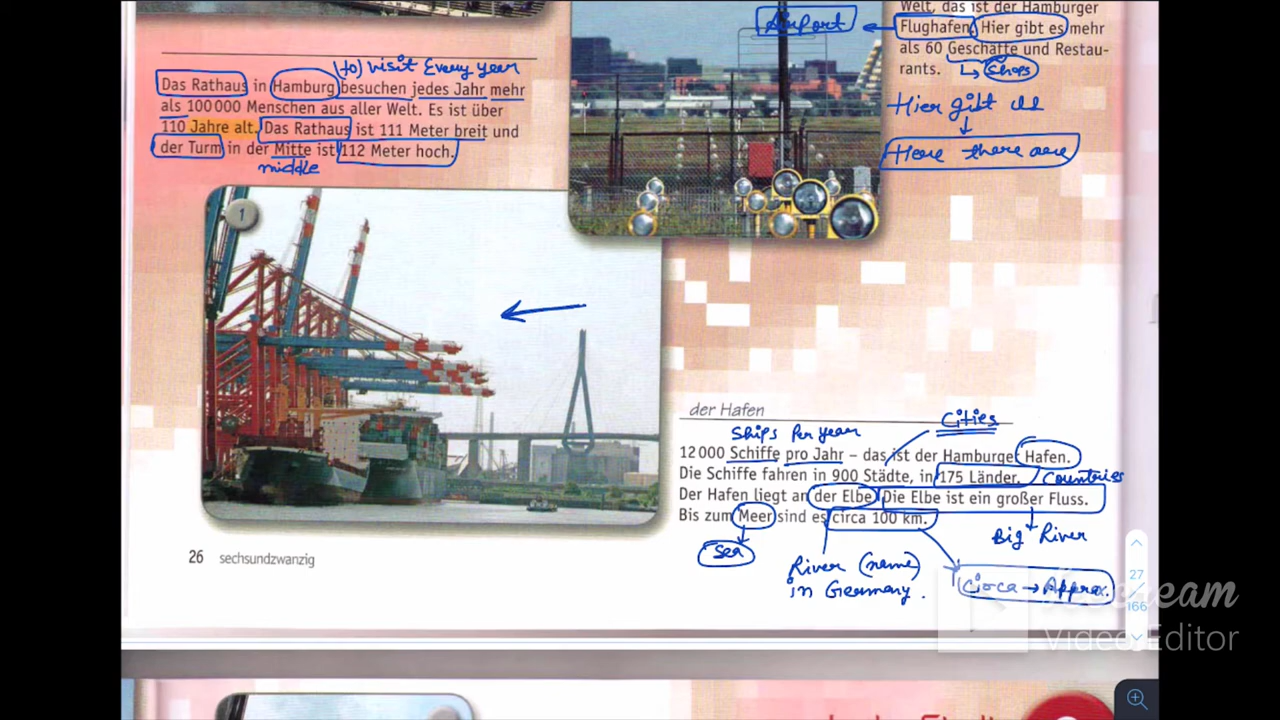 Welt, das ist der Hamburger
Airport
Flughafen. Hier gibt es mehr
als 60 Geschäfte und Restau-
rants.
Shops
Hier gibt es
Here there are
(to) visit Every year
Das Rathaus in Hamburg besuchen jedes Jahr mehr
als 100 000 Menschen aus aller Welt. Es ist über
110 Jahre alt. Das Rathaus ist 111 Meter breit und
der Turm in der Mitte ist 112 Meter hoch.
middle
1
der Hafen
Ships Per year
Cities
12 000 Schiffe pro Jahr – das ist der Hamburger Hafen.
Die Schiffe fahren in 900 Städte, in 175 Länder.
Countries
Der Hafen liegt an der Elbe. Die Elbe ist ein großer Fluss.
Bis zum Meer sind es circa 100 km.
Big River
Sea
River (name)
in Germany.
Circa → Approx.
26 sechsundzwanzig
27
166
Video Editor